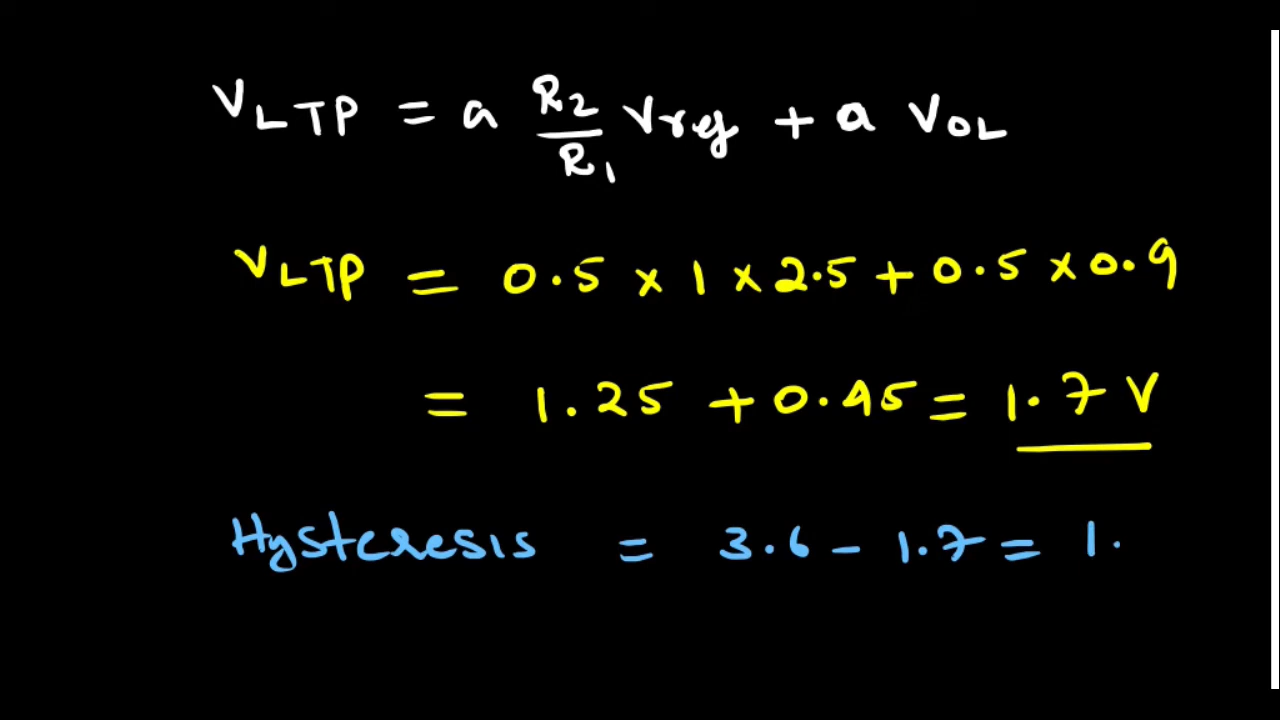 V LTP = a R2/R1 Vref + a VOL
VLTP = 0.5 × 1 × 2.5 + 0.5 × 0.9
= 1.25 + 0.45 = 1.7 V
Hysteresis = 3.6 - 1.7 = 1.